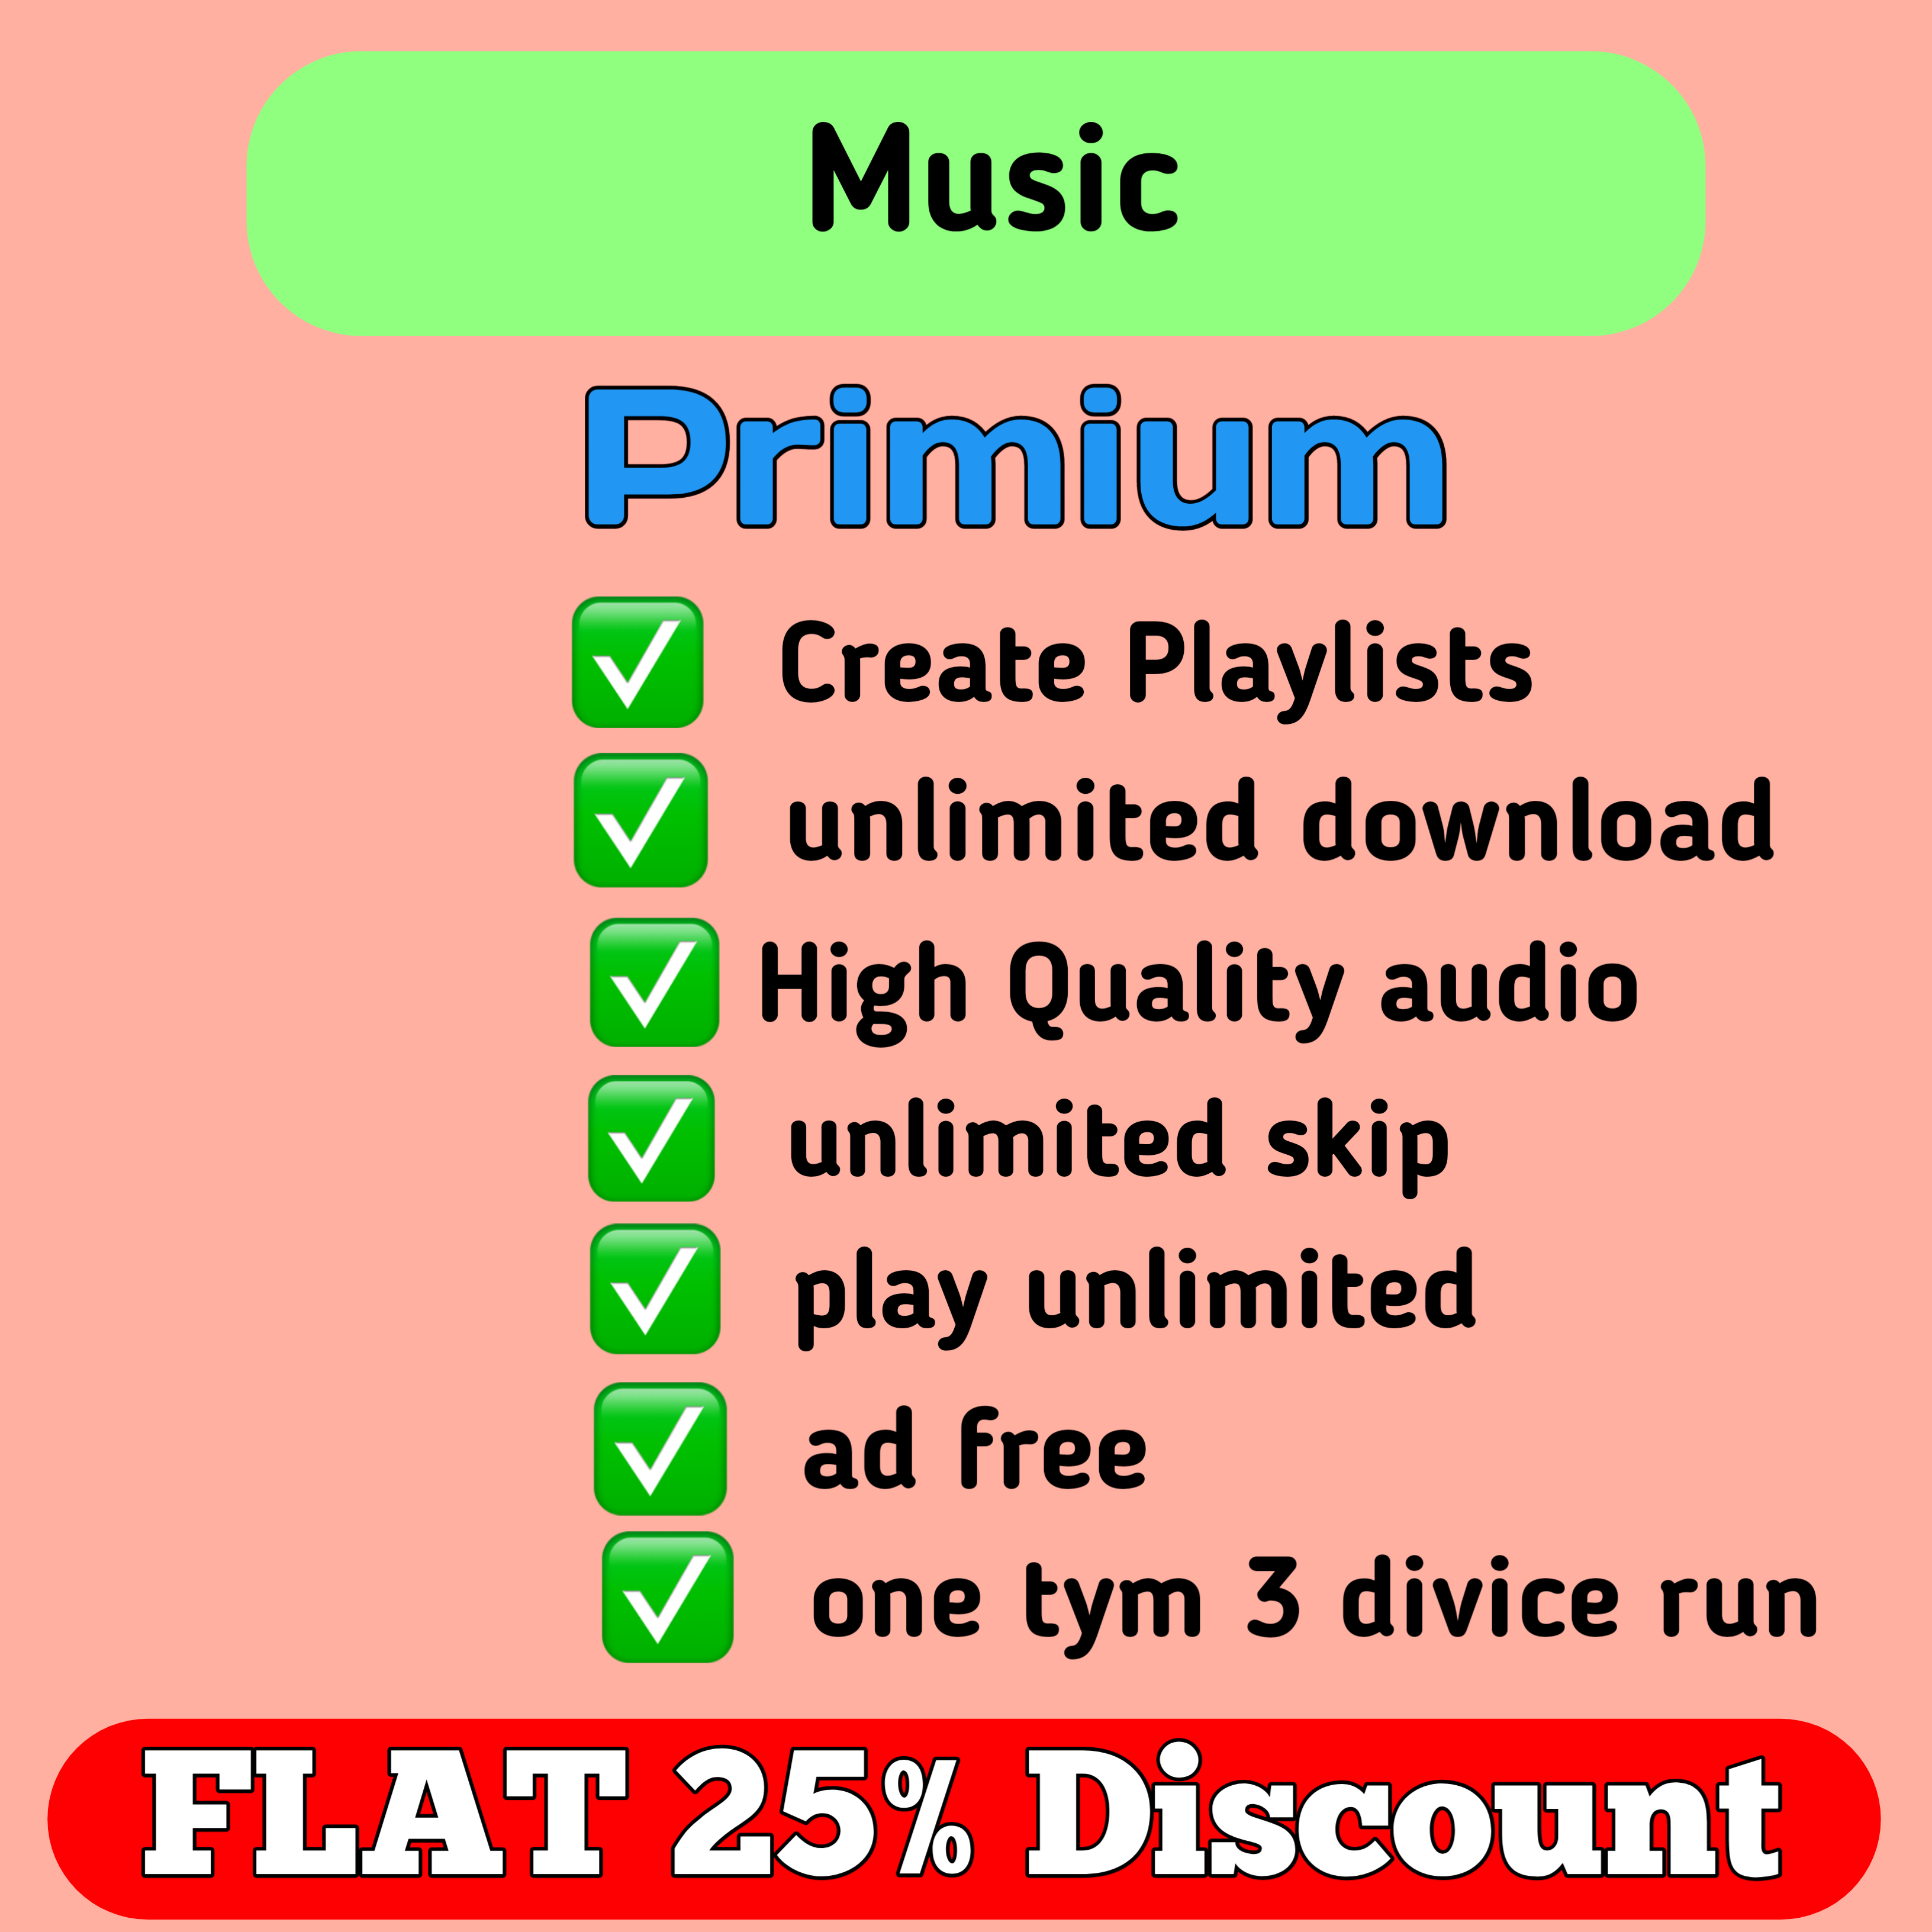 Music
Primium
✅ Create Playlists
✅ unlimited download
✅ High Quality audio
✅ unlimited skip
✅ play unlimited
✅ ad free
✅ one tym 3 divice run
FLAT 25% Discount